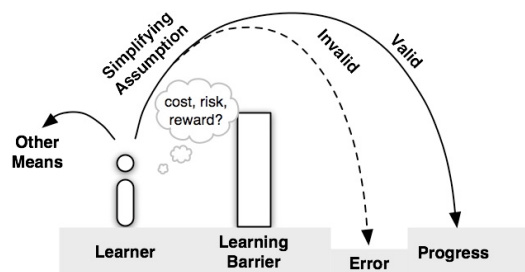 Simplifying
Assumption
Invalid
Valid
cost, risk,
reward?
Other
Means
Learner
Learning
Barrier
Error
Progress